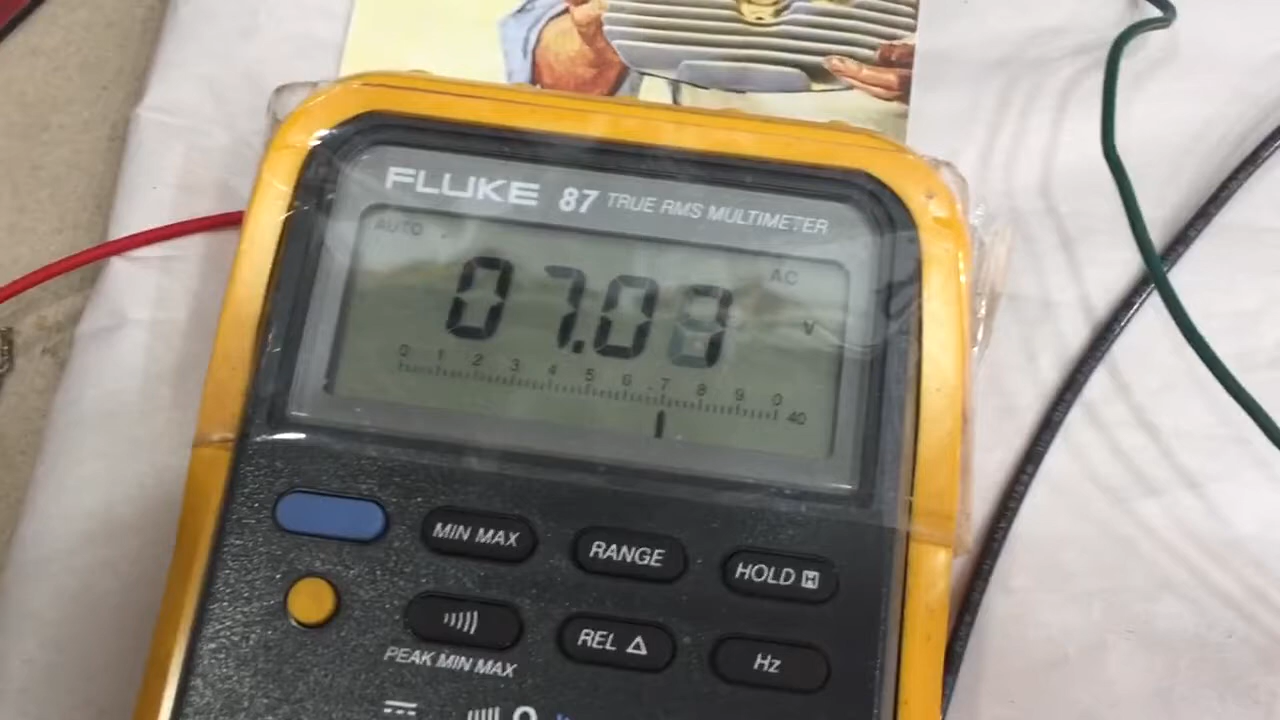 FLUKE 87 TRUE RMS MULTIMETER
AUTO AC
07.09 V
0 1 2 3 4 5 6 7 8 9 0
40
MIN MAX RANGE HOLD H
REL Δ Hz
PEAK MIN MAX
Ω